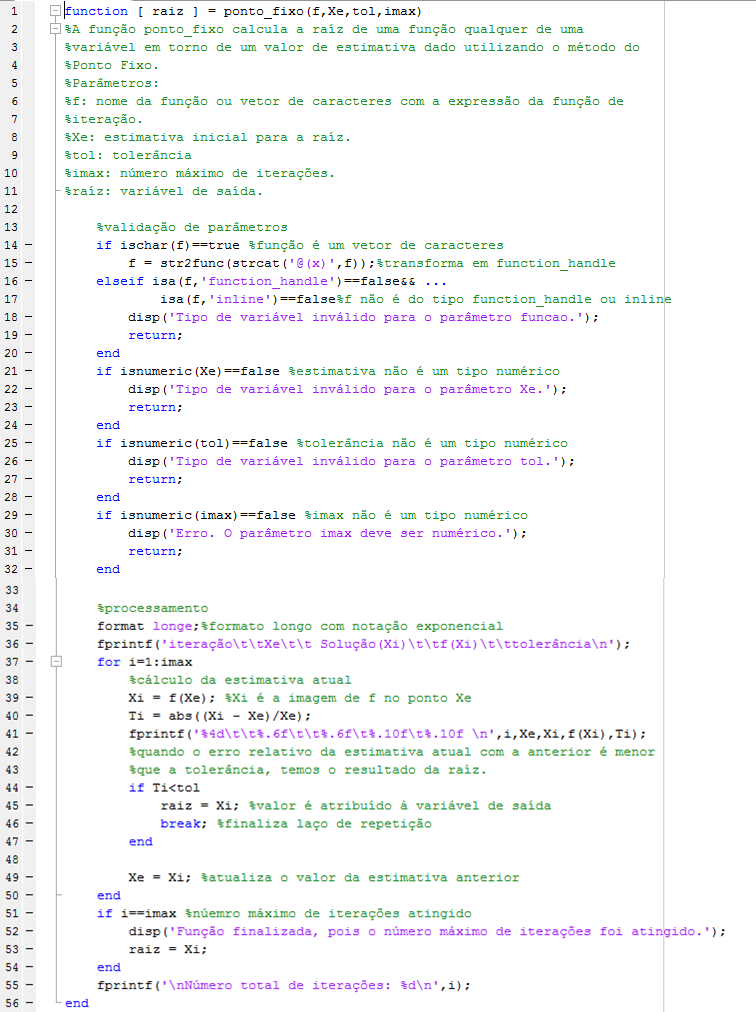 1 function [ raiz ] = ponto_fixo(f,Xe,tol,imax)
2 %A função ponto_fixo calcula a raíz de uma função qualquer de uma
3 %variável em torno de um valor de estimativa dado utilizando o método do
4 %Ponto Fixo.
5 %Parâmetros:
6 %f: nome da função ou vetor de caracteres com a expressão da função de
7 %iteração.
8 %Xe: estimativa inicial para a raíz.
9 %tol: tolerância
10 %imax: número máximo de iterações.
11 %raíz: variável de saída.
12
13 %validação de parâmetros
14 if ischar(f)==true %função é um vetor de caracteres
15 f = str2func(strcat('@(x)',f));%transforma em function_handle
16 elseif isa(f,'function_handle')==false&& ...
17 isa(f,'inline')==false%f não é do tipo function_handle ou inline
18 disp('Tipo de variável inválido para o parâmetro funcao.');
19 return;
20 end
21 if isnumeric(Xe)==false %estimativa não é um tipo numérico
22 disp('Tipo de variável inválido para o parâmetro Xe.');
23 return;
24 end
25 if isnumeric(tol)==false %tolerância não é um tipo numérico
26 disp('Tipo de variável inválido para o parâmetro tol.');
27 return;
28 end
29 if isnumeric(imax)==false %imax não é um tipo numérico
30 disp('Erro. O parâmetro imax deve ser numérico.');
31 return;
32 end
33
34 %processamento
35 format longe;%formato longo com notação exponencial
36 fprintf('iteração\t\tXe\t\t Solução(Xi)\t\tf(Xi)\t\ttolerância\n');
37 for i=1:imax
38 %cálculo da estimativa atual
39 Xi = f(Xe); %Xi é a imagem de f no ponto Xe
40 Ti = abs((Xi - Xe)/Xe);
41 fprintf('%4d\t\t%.6f\t\t%.6f\t%.10f\t%.10f \n',i,Xe,Xi,f(Xi),Ti);
42 %quando o erro relativo da estimativa atual com a anterior é menor
43 %que a tolerância, temos o resultado da raíz.
44 if Ti<tol
45 raiz = Xi; %valor é atribuído à variável de saída
46 break; %finaliza laço de repetição
47 end
48
49 Xe = Xi; %atualiza o valor da estimativa anterior
50 end
51 if i==imax %núemro máximo de iterações atingido
52 disp('Função finalizada, pois o número máximo de iterações foi atingido.');
53 raiz = Xi;
54 end
55 fprintf('\nNúmero total de iterações: %d\n',i);
56 end